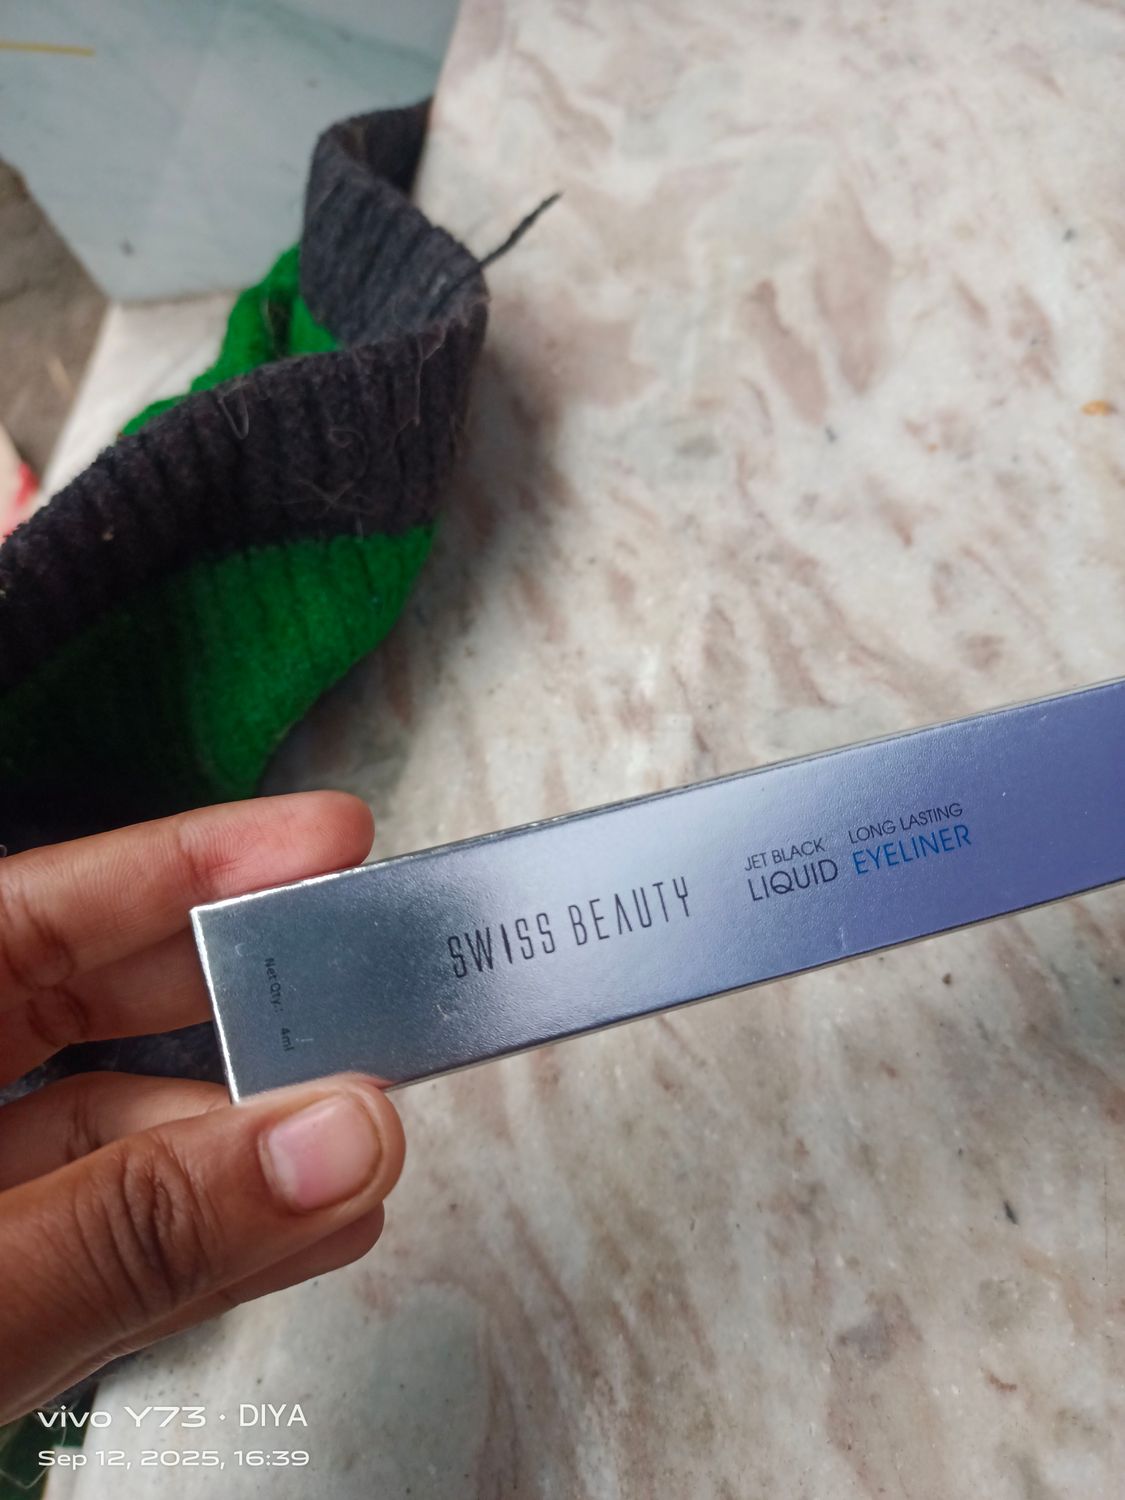 SWISS BEAUTY
JET BLACK LONG LASTING
LIQUID EYELINER
Net Qty.: 4ml
vivo Y73 · DIYA
Sep 12, 2025, 16:39